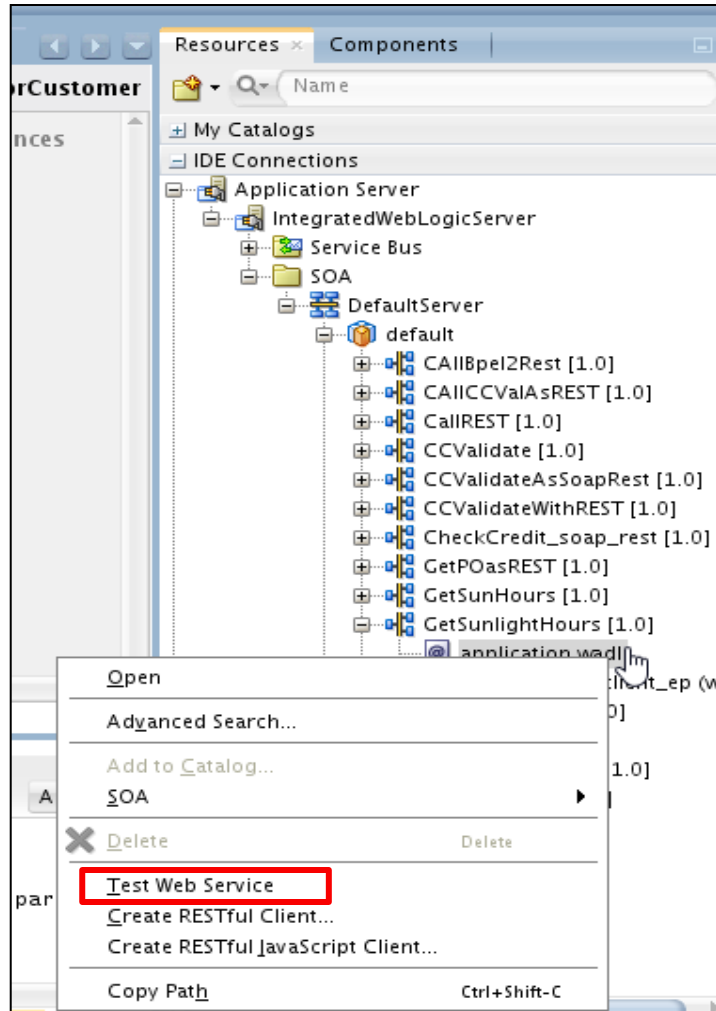 Resources × Components
orCustomer
Name
nces
My Catalogs
IDE Connections
Application Server
IntegratedWebLogicServer
Service Bus
SOA
DefaultServer
default
CAllBpel2Rest [1.0]
CAllCCValAsREST [1.0]
CallREST [1.0]
CCValidate [1.0]
CCValidateAsSoapRest [1.0]
CCValidateWithREST [1.0]
CheckCredit_soap_rest [1.0]
GetPOasREST [1.0]
GetSunHours [1.0]
GetSunlightHours [1.0]
application.wadl
Open
client_ep (w
Advanced Search...
0]
Add to Catalog...
1.0]
A
SOA
]
Delete Delete
par
Test Web Service
Create RESTful Client...
Create RESTful JavaScript Client...
Copy Path Ctrl+Shift-C